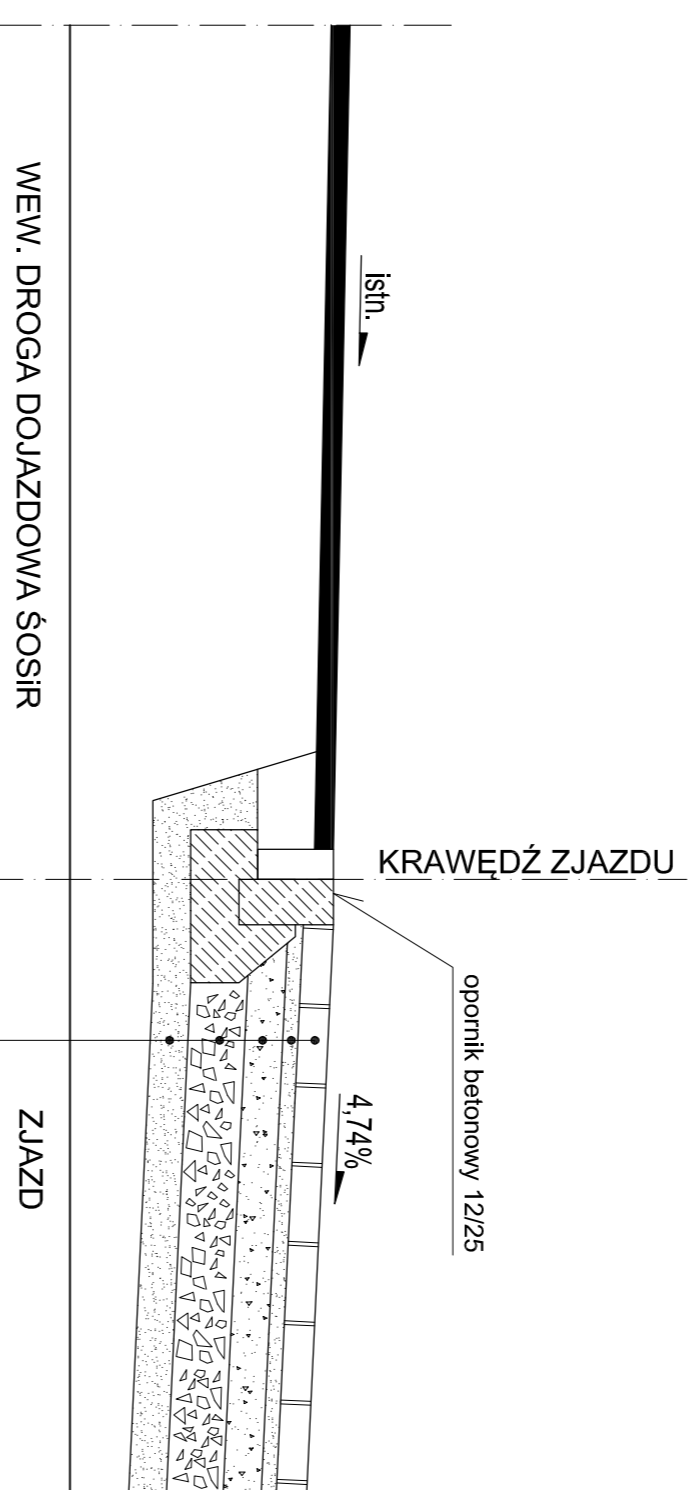 istn.
KRAWĘDŹ ZJAZDU
opornik betonowy 12/25
4,74%
WEW. DROGA DOJAZDOWA ŚOSiR
ZJAZD